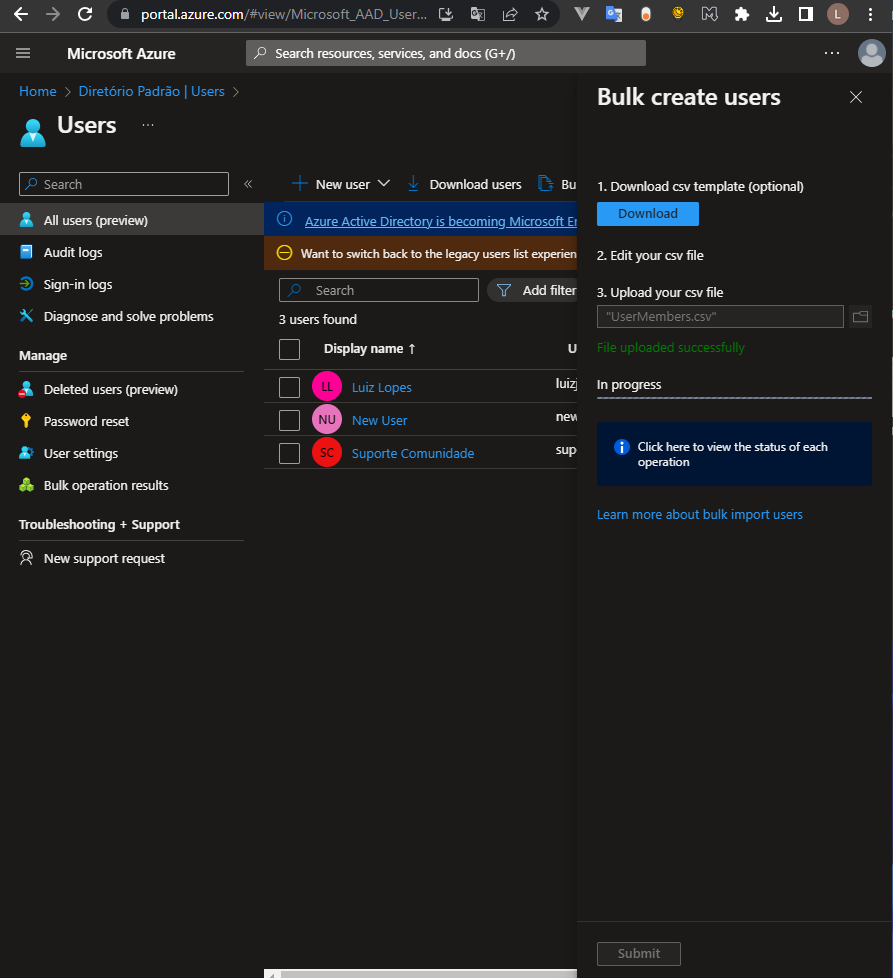 portal.azure.com/#view/Microsoft_AAD_User...
L
Microsoft Azure
Search resources, services, and docs (G+/)
Home > Diretório Padrão | Users >
Users
Search
All users (preview)
Audit logs
Sign-in logs
Diagnose and solve problems
Manage
Deleted users (preview)
Password reset
User settings
Bulk operation results
Troubleshooting + Support
New support request
New user
Download users
Bu
Azure Active Directory is becoming Microsoft En
Want to switch back to the legacy users list experien
Search
Add filter
3 users found
Display name ↑
U
LL Luiz Lopes luizj
NU New User new
SC Suporte Comunidade sup
Bulk create users
1. Download csv template (optional)
Download
2. Edit your csv file
3. Upload your csv file
"UserMembers.csv"
File uploaded successfully
In progress
Click here to view the status of each
operation
Learn more about bulk import users
Submit